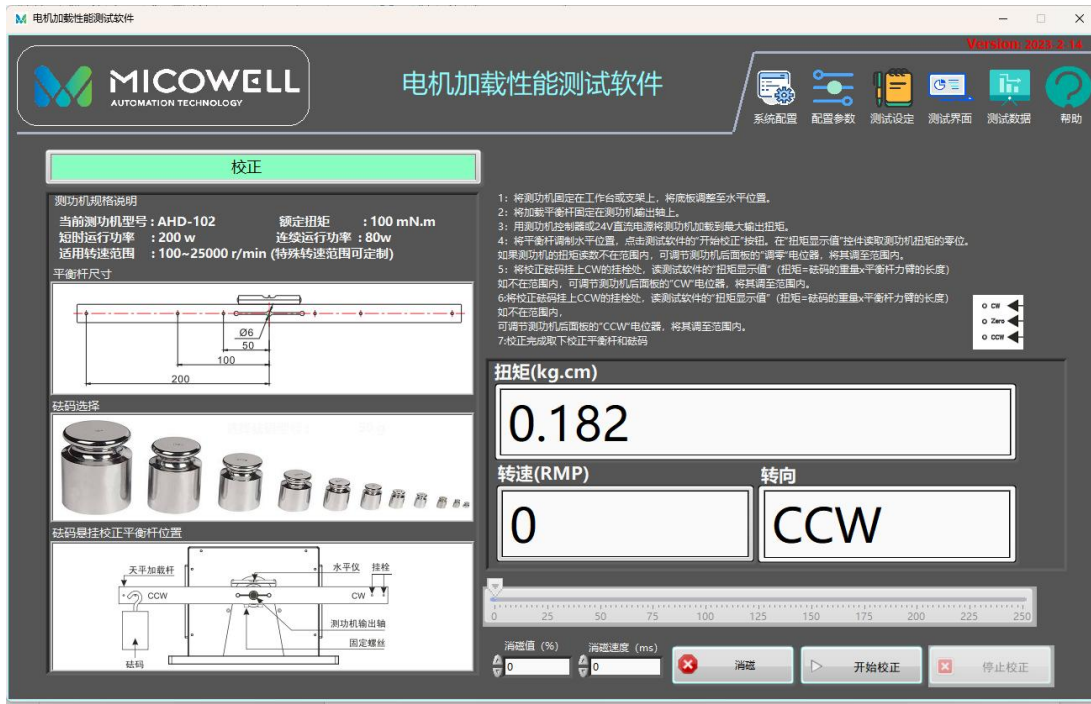 电机加载性能测试软件
Version: 2023-2-14
MICOWELL
AUTOMATION TECHNOLOGY
电机加载性能测试软件
系统配置 配置参数 测试设定 测试界面 测试数据 帮助
校正
测功机规格说明
当前测功机型号 : AHD-102 额定扭矩 : 100 mN.m
短时运行功率 : 200 w 连续运行功率 : 80w
适用转速范围 : 100~25000 r/min (特殊转速范围可定制)
平衡杆尺寸
Ø6
50
100
200
砝码选择
砝码悬挂校正平衡杆位置
天平加载杆 水平仪 挂栓
CCW CW
测功机输出轴
固定螺丝
砝码
1：将测功机固定在工作台或支架上，将底板调整至水平位置。
2：将加载平衡杆固定在测功机输出轴上。
3：用测功机控制器或24V直流电源将测功机加载到最大输出扭矩。
4：将平衡杆调制水平位置，点击测试软件的"开始校正"按钮。在"扭矩显示值"控件读取测功机扭矩的零位。
如果测功机的扭矩读数不在范围内，可调节测功机后面板的"调零"电位器，将其调至范围内。
5：将校正砝码挂上CW的挂栓处，读测试软件的"扭矩显示值"（扭矩=砝码的重量x平衡杆力臂的长度）
如不在范围内，可调节测功机后面板的"CW"电位器，将其调至范围内。
6:将校正砝码挂上CCW的挂栓处，读测试软件的"扭矩显示值"（扭矩=砝码的重量x平衡杆力臂的长度）
如不在范围内，
可调节测功机后面板的"CCW"电位器，将其调至范围内。
7:校正完成取下校正平衡杆和砝码
CW
Zero
CCW
扭矩(kg.cm)
0.182
转速(RMP) 转向
0 CCW
0 25 50 75 100 125 150 175 200 225 250
消磁值（%） 消磁速度（ms）
0 0 消磁 开始校正 停止校正